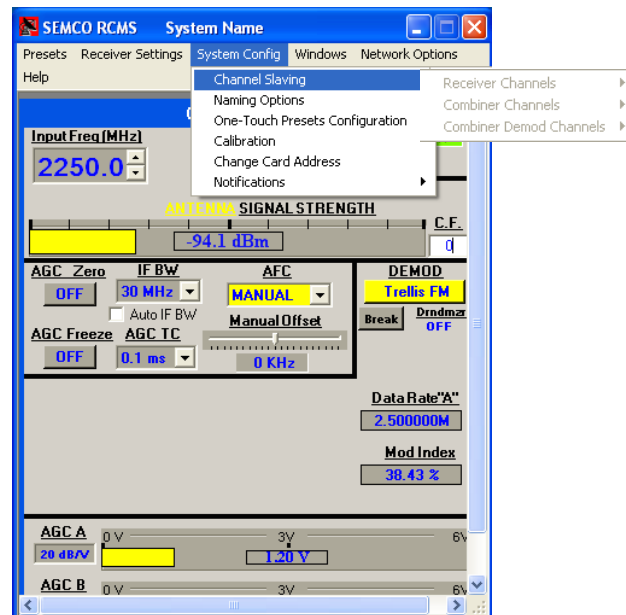 SEMCO RCMS System Name
Presets Receiver Settings System Config Windows Network Options
Help
Channel Slaving
Naming Options
One-Touch Presets Configuration
Calibration
Change Card Address
Notifications
Receiver Channels
Combiner Channels
Combiner Demod Channels
Input Freq (MHz)
2250.0
ANTENNA SIGNAL STRENGTH
C.F.
-94.1 dBm
0
AGC Zero IF BW AFC DEMOD
OFF 30 MHz MANUAL Trellis FM
Auto IF BW Manual Offset Break Drndmzr
OFF
AGC Freeze AGC TC
OFF 0.1 ms 0 KHz
Data Rate"A"
2.500000M
Mod Index
38.43 %
AGC A 0 V 3V 6V
20 dB/V 1.20 V
AGC B 0 V 3V 6V